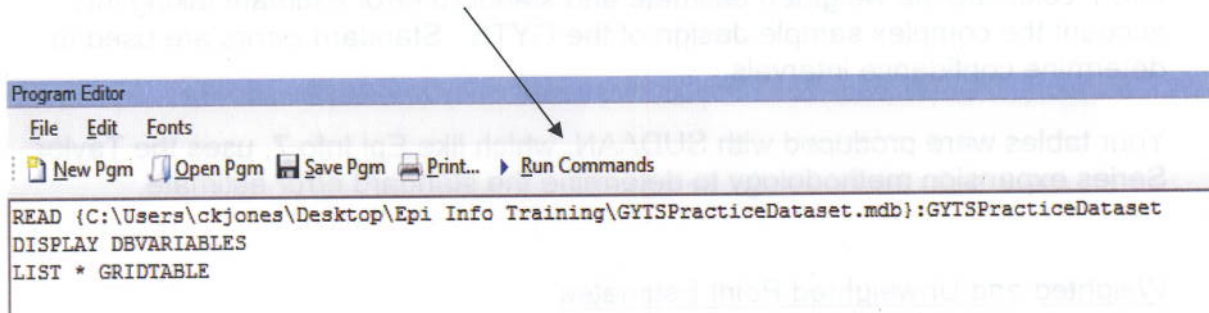 Program Editor
File Edit Fonts
New Pgm Open Pgm Save Pgm Print... Run Commands
READ {C:\Users\ckjones\Desktop\Epi Info Training\GYTSPracticeDataset.mdb}:GYTSPracticeDataset
DISPLAY DBVARIABLES
LIST * GRIDTABLE